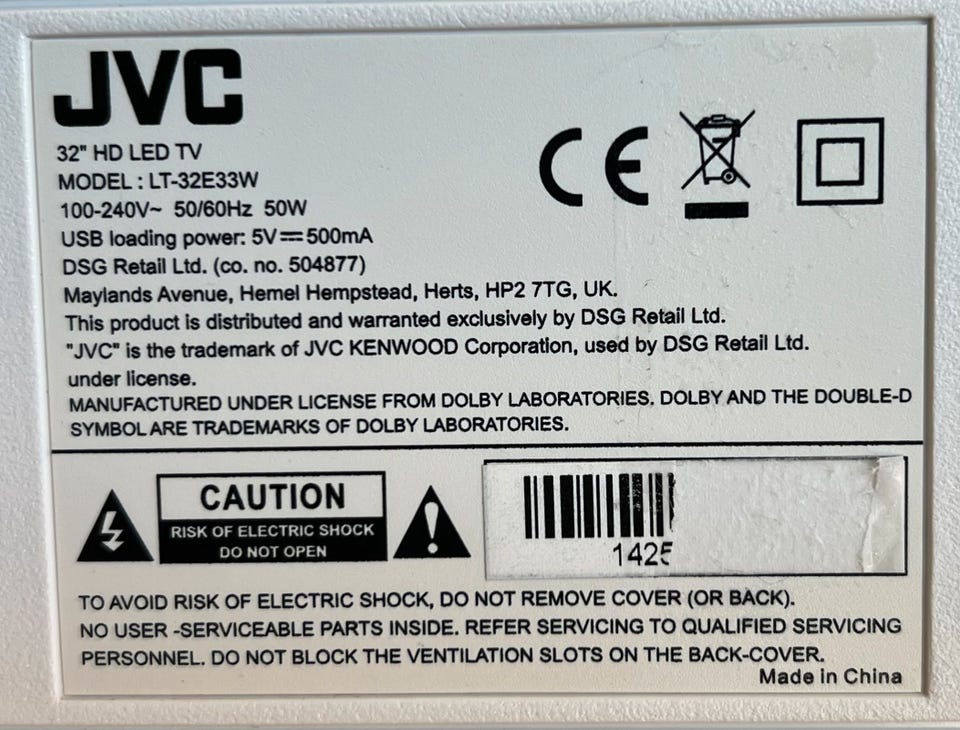 JVC
32" HD LED TV
MODEL : LT-32E33W
100-240V~ 50/60Hz 50W
USB loading power: 5V⎓500mA
DSG Retail Ltd. (co. no. 504877)
Maylands Avenue, Hemel Hempstead, Herts, HP2 7TG, UK.
This product is distributed and warranted exclusively by DSG Retail Ltd.
"JVC" is the trademark of JVC KENWOOD Corporation, used by DSG Retail Ltd.
under license.
MANUFACTURED UNDER LICENSE FROM DOLBY LABORATORIES. DOLBY AND THE DOUBLE-D
SYMBOL ARE TRADEMARKS OF DOLBY LABORATORIES.
CE
CAUTION
RISK OF ELECTRIC SHOCK
DO NOT OPEN
1425
TO AVOID RISK OF ELECTRIC SHOCK, DO NOT REMOVE COVER (OR BACK).
NO USER -SERVICEABLE PARTS INSIDE. REFER SERVICING TO QUALIFIED SERVICING
PERSONNEL. DO NOT BLOCK THE VENTILATION SLOTS ON THE BACK-COVER.
Made in China